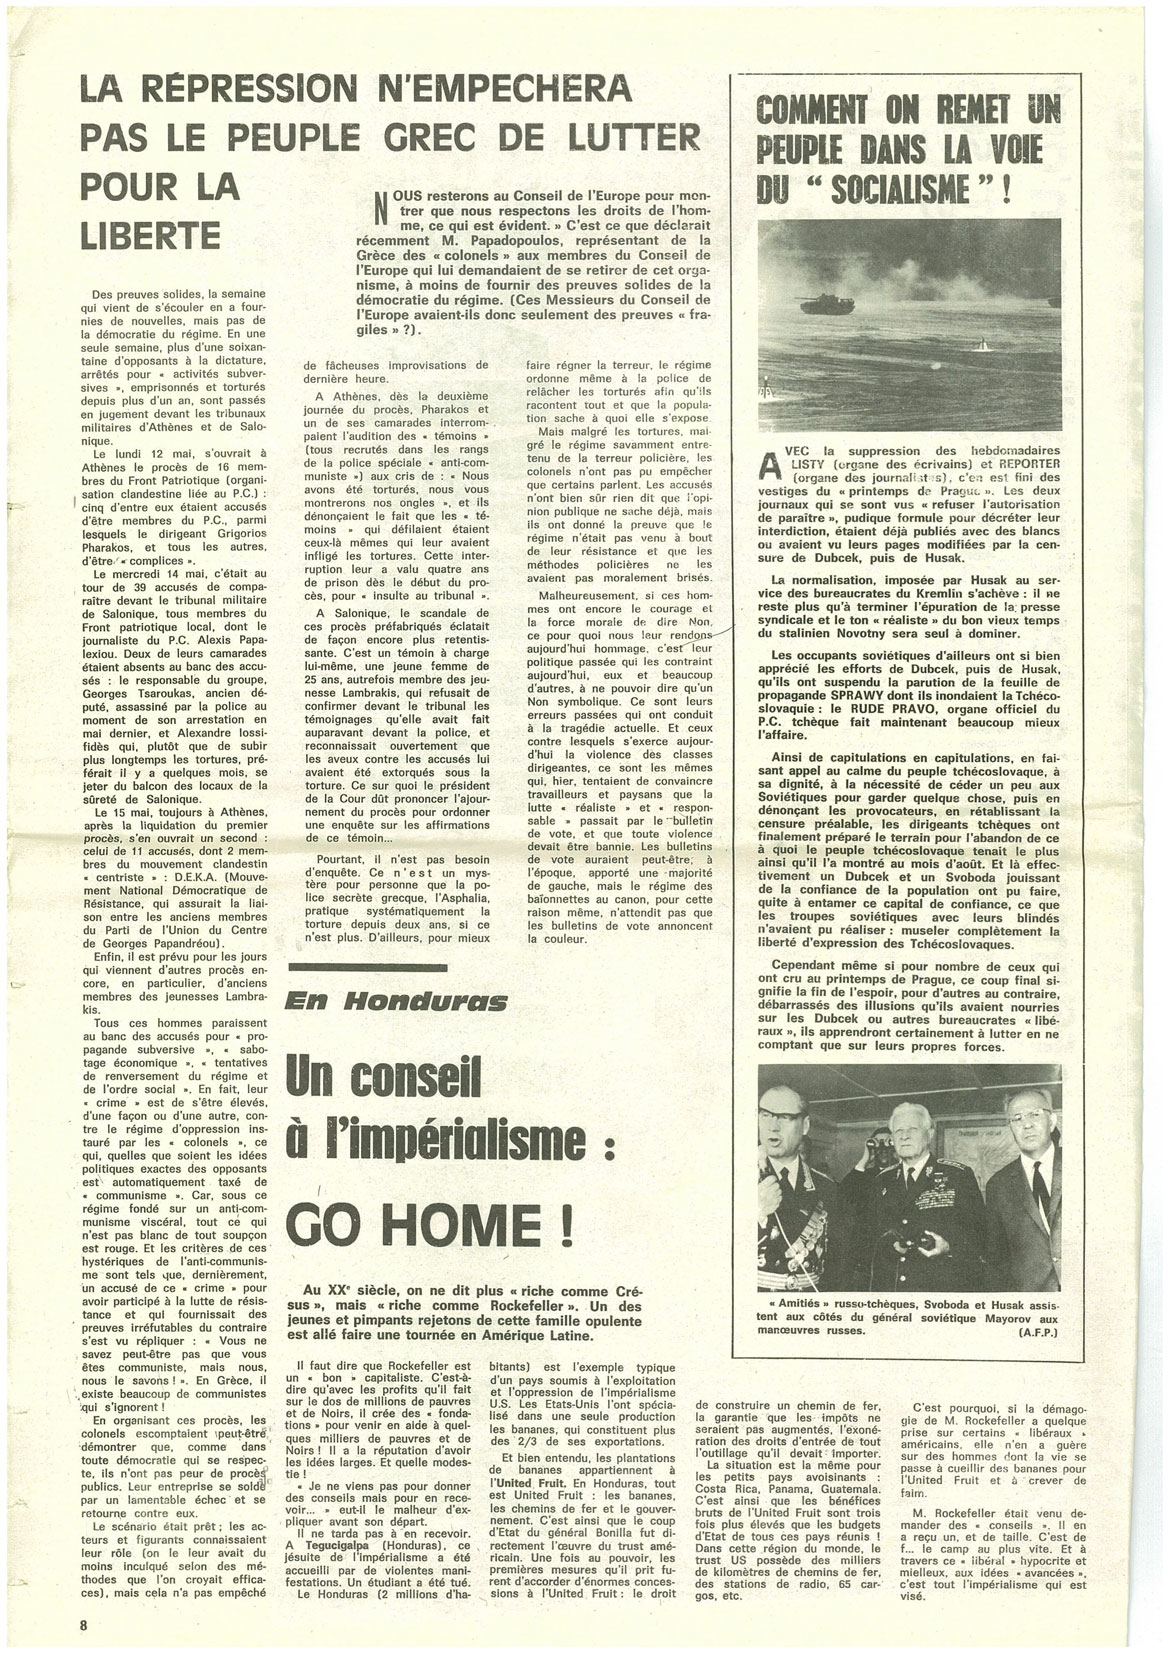 LA RÉPRESSION N'EMPECHERA
PAS LE PEUPLE GREC DE LUTTER
POUR LA
LIBERTE
NOUS resterons au Conseil de l'Europe pour mon-
trer que nous respectons les droits de l'hom-
me, ce qui est évident. » C'est ce que déclarait
récemment M. Papadopoulos, représentant de la
Grèce des « colonels » aux membres du Conseil de
l'Europe qui lui demandaient de se retirer de cet orga-
nisme, à moins de fournir des preuves solides de la
démocratie du régime. (Ces Messieurs du Conseil de
l'Europe avaient-ils donc seulement des preuves « fra-
giles » ?).
Des preuves solides, la semaine
qui vient de s'écouler en a four-
nies de nouvelles, mais pas de
la démocratie du régime. En une
seule semaine, plus d'une soixan-
taine d'opposants à la dictature,
arrêtés pour « activités subver-
sives », emprisonnés et torturés
depuis plus d'un an, sont passés
en jugement devant les tribunaux
militaires d'Athènes et de Salo-
nique.
Le lundi 12 mai, s'ouvrait à
Athènes le procès de 16 mem-
bres du Front Patriotique (organi-
sation clandestine liée au P.C.) :
cinq d'entre eux étaient accusés
d'être membres du P.C., parmi
lesquels le dirigeant Grigorios
Pharakos, et tous les autres,
d'être « complices ».
Le mercredi 14 mai, c'était au
tour de 39 accusés de compa-
raître devant le tribunal militaire
de Salonique, tous membres du
Front patriotique local, dont le
journaliste du P.C. Alexis Papa-
lexiou. Deux de leurs camarades
étaient absents au banc des accu-
sés : le responsable du groupe,
Georges Tsaroukas, ancien dé-
puté, assassiné par la police au
moment de son arrestation en
mai dernier, et Alexandre Iossi-
fidès qui, plutôt que de subir
plus longtemps les tortures, pré-
férait il y a quelques mois, se
jeter du balcon des locaux de la
sûreté de Salonique.
Le 15 mai, toujours à Athènes,
après la liquidation du premier
procès, s'en ouvrait un second :
celui de 11 accusés, dont 2 mem-
bres du mouvement clandestin
« centriste » : D.E.K.A. (Mouve-
ment National Démocratique de
Résistance, qui assurait la liai-
son entre les anciens membres
du Parti de l'Union du Centre
de Georges Papandréou).
Enfin, il est prévu pour les jours
qui viennent d'autres procès en-
core, en particulier, d'anciens
membres des jeunesses Lambra-
kis.
Tous ces hommes paraissent
au banc des accusés pour « pro-
pagande subversive », « sabo-
tage économique », « tentatives
de renversement du régime et
de l'ordre social ». En fait, leur
« crime » est de s'être élevés,
d'une façon ou d'une autre, con-
tre le régime d'oppression ins-
tauré par les « colonels », ce
qui, quelles que soient les idées
politiques exactes des opposants
est automatiquement taxé de
« communisme ». Car, sous ce
régime fondé sur un anti-com-
munisme viscéral, tout ce qui
n'est pas blanc de tout soupçon
est rouge. Et les critères de ces
hystériques de l'anti-communis-
me sont tels que, dernièrement,
un accusé de ce « crime » pour
avoir participé à la lutte de résis-
tance et qui fournissait des
preuves irréfutables du contraire
s'est vu répliquer : « Vous ne
savez peut-être pas que vous
êtes communiste, mais nous,
nous le savons ! ». En Grèce, il
existe beaucoup de communistes
qui s'ignorent !
En organisant ces procès, les
colonels escomptaient peut-être
démontrer que, comme dans
toute démocratie qui se respec-
te, ils n'ont pas peur de procès
publics. Leur entreprise se solde
par un lamentable échec et se
retourne contre eux.
Le scénario était prêt ; les ac-
teurs et figurants connaissaient
leur rôle (on le leur avait du
moins inculqué selon des mé-
thodes que l'on croyait effica-
ces), mais cela n'a pas empêché
de fâcheuses improvisations de
dernière heure.
A Athènes, dès la deuxième
journée du procès, Pharakos et
un de ses camarades interrom-
paient l'audition des « témoins »
(tous recrutés dans les rangs
de la police spéciale « anti-com-
muniste ») aux cris de : « Nous
avons été torturés, nous vous
montrerons nos ongles », et ils
dénonçaient le fait que les « té-
moins » qui défilaient étaient
ceux-là mêmes qui leur avaient
infligé les tortures. Cette inter-
ruption leur a valu quatre ans
de prison dès le début du pro-
cès, pour « insulte au tribunal ».
A Salonique, le scandale de
ces procès préfabriqués éclatait
de façon encore plus retentis-
sante. C'est un témoin à charge
lui-même, une jeune femme de
25 ans, autrefois membre des jeu-
nesse Lambrakis, qui refusait de
confirmer devant le tribunal les
témoignages qu'elle avait fait
auparavant devant la police, et
reconnaissait ouvertement que
les aveux contre les accusés lui
avaient été extorqués sous la
torture. Ce sur quoi le président
de la Cour dût prononcer l'ajour-
nement du procès pour ordonner
une enquête sur les affirmations
de ce témoin...
Pourtant, il n'est pas besoin
d'enquête. Ce n'est un mys-
tère pour personne que la po-
lice secrète grecque, l'Asphalia,
pratique systématiquement la
torture depuis deux ans, si ce
n'est plus. D'ailleurs, pour mieux
faire régner la terreur, le régime
ordonne même à la police de
relâcher les torturés afin qu'ils
racontent tout et que la popula-
tion sache à quoi elle s'expose.
Mais malgré les tortures, mal-
gré le régime savamment entre-
tenu de la terreur policière, les
colonels n'ont pas pu empêcher
que certains parlent. Les accusés
n'ont bien sûr rien dit que l'opi-
nion publique ne sache déjà, mais
ils ont donné la preuve que le
régime n'était pas venu à bout
de leur résistance et que les
méthodes policières ne les
avaient pas moralement brisés.
Malheureusement, si ces hom-
mes ont encore le courage et
la force morale de dire Non,
ce pour quoi nous leur rendons
aujourd'hui hommage, c'est leur
politique passée qui les contraint
aujourd'hui, eux et beaucoup
d'autres, à ne pouvoir dire qu'un
Non symbolique. Ce sont leurs
erreurs passées qui ont conduit
à la tragédie actuelle. Et ceux
contre lesquels s'exerce aujour-
d'hui la violence des classes
dirigeantes, ce sont les mêmes
qui, hier, tentaient de convaincre
travailleurs et paysans que la
lutte « réaliste » et « respon-
sable » passait par le bulletin
de vote, et que toute violence
devait être bannie. Les bulletins
de vote auraient peut-être, à
l'époque, apporté une majorité
de gauche, mais le régime des
baïonnettes au canon, pour cette
raison même, n'attendit pas que
les bulletins de vote annoncent
la couleur.
COMMENT ON REMET UN
PEUPLE DANS LA VOIE
DU “ SOCIALISME ” !
AVEC la suppression des hebdomadaires
LISTY (organe des écrivains) et REPORTER
(organe des journalistes), c'en est fini des
vestiges du « printemps de Prague ». Les deux
journaux qui se sont vus « refuser l'autorisation
de paraître », pudique formule pour décréter leur
interdiction, étaient déjà publiés avec des blancs
ou avaient vu leurs pages modifiées par la cen-
sure de Dubcek, puis de Husak.
La normalisation, imposée par Husak au ser-
vice des bureaucrates du Kremlin s'achève : il ne
reste plus qu'à terminer l'épuration de la presse
syndicale et le ton « réaliste » du bon vieux temps
du stalinien Novotny sera seul à dominer.
Les occupants soviétiques d'ailleurs ont si bien
apprécié les efforts de Dubcek, puis de Husak,
qu'ils ont suspendu la parution de la feuille de
propagande SPRAWY dont ils inondaient la Tchéco-
slovaquie : le RUDE PRAVO, organe officiel du
P.C. tchèque fait maintenant beaucoup mieux
l'affaire.
Ainsi de capitulations en capitulations, en fai-
sant appel au calme du peuple tchécoslovaque, à
sa dignité, à la nécessité de céder un peu aux
Soviétiques pour garder quelque chose, puis en
dénonçant les provocateurs, en rétablissant la
censure préalable, les dirigeants tchèques ont
finalement préparé le terrain pour l'abandon de ce
à quoi le peuple tchécoslovaque tenait le plus
ainsi qu'il l'a montré au mois d'août. Et là effec-
tivement un Dubcek et un Svoboda jouissant
de la confiance de la population ont pu faire,
quite à entamer ce capital de confiance, ce que
les troupes soviétiques avec leurs blindés
n'avaient pu réaliser : museler complètement la
liberté d'expression des Tchécoslovaques.
Cependant même si pour nombre de ceux qui
ont cru au printemps de Prague, ce coup final si-
gnifie la fin de l'espoir, pour d'autres au contraire,
débarrassés des illusions qu'ils avaient nourries
sur les Dubcek ou autres bureaucrates « libé-
raux », ils apprendront certainement à lutter en ne
comptant que sur leurs propres forces.
« Amitiés » russo-tchèques, Svoboda et Husak assis-
tent aux côtés du général soviétique Mayorov aux
manœuvres russes. (A.F.P.)
En Honduras
Un conseil
à l'impérialisme :
GO HOME !
Au XXe siècle, on ne dit plus « riche comme Cré-
sus », mais « riche comme Rockefeller ». Un des
jeunes et pimpants rejetons de cette famille opulente
est allé faire une tournée en Amérique Latine.
Il faut dire que Rockefeller est
un « bon » capitaliste. C'est-à-
dire qu'avec les profits qu'il fait
sur le dos de millions de pauvres
et de Noirs, il crée des « fonda-
tions » pour venir en aide à quel-
ques milliers de pauvres et de
Noirs ! Il a la réputation d'avoir
les idées larges. Et quelle modes-
tie !
« Je ne viens pas pour donner
des conseils mais pour en rece-
voir... » eut-il le malheur d'ex-
pliquer avant son départ.
Il ne tarda pas à en recevoir.
A Tegucigalpa (Honduras), ce
jésuite de l'impérialisme a été
accueilli par de violentes mani-
festations. Un étudiant a été tué.
Le Honduras (2 millions d'ha-
bitants) est l'exemple typique
d'un pays soumis à l'exploitation
et l'oppression de l'impérialisme
U.S. Les Etats-Unis l'ont spécia-
lisé dans une seule production
les bananes, qui constituent plus
des 2/3 de ses exportations.
Et bien entendu, les plantations
de bananes appartiennent à
l'United Fruit. En Honduras, tout
est United Fruit : les bananes,
les chemins de fer et le gouver-
nement. C'est ainsi que le coup
d'Etat du général Bonilla fut di-
rectement l'œuvre du trust amé-
ricain. Une fois au pouvoir, les
premières mesures qu'il prit fu-
rent d'accorder d'énormes conces-
sions à l'United Fruit : le droit
de construire un chemin de fer,
la garantie que les impôts ne
seraient pas augmentés, l'exoné-
ration des droits d'entrée de tout
l'outillage qu'il devait importer.
La situation est la même pour
les petits pays avoisinants :
Costa Rica, Panama, Guatemala.
C'est ainsi que les bénéfices
bruts de l'United Fruit sont trois
fois plus élevés que les budgets
d'Etat de tous ces pays réunis !
Dans cette région du monde, le
trust US possède des milliers
de kilomètres de chemins de fer,
des stations de radio, 65 car-
gos, etc.
C'est pourquoi, si la démago-
gie de M. Rockefeller a quelque
prise sur certains « libéraux »
américains, elle n'en a guère
sur des hommes dont la vie se
passe à cueillir des bananes pour
l'United Fruit et à crever de
faim.
M. Rockefeller était venu de-
mander des « conseils ». Il en
a reçu un, et de taille. C'est de
f... le camp au plus vite. Et à
travers ce « libéral » hypocrite et
mielleux, aux idées « avancées »,
c'est tout l'impérialisme qui est
visé.
8